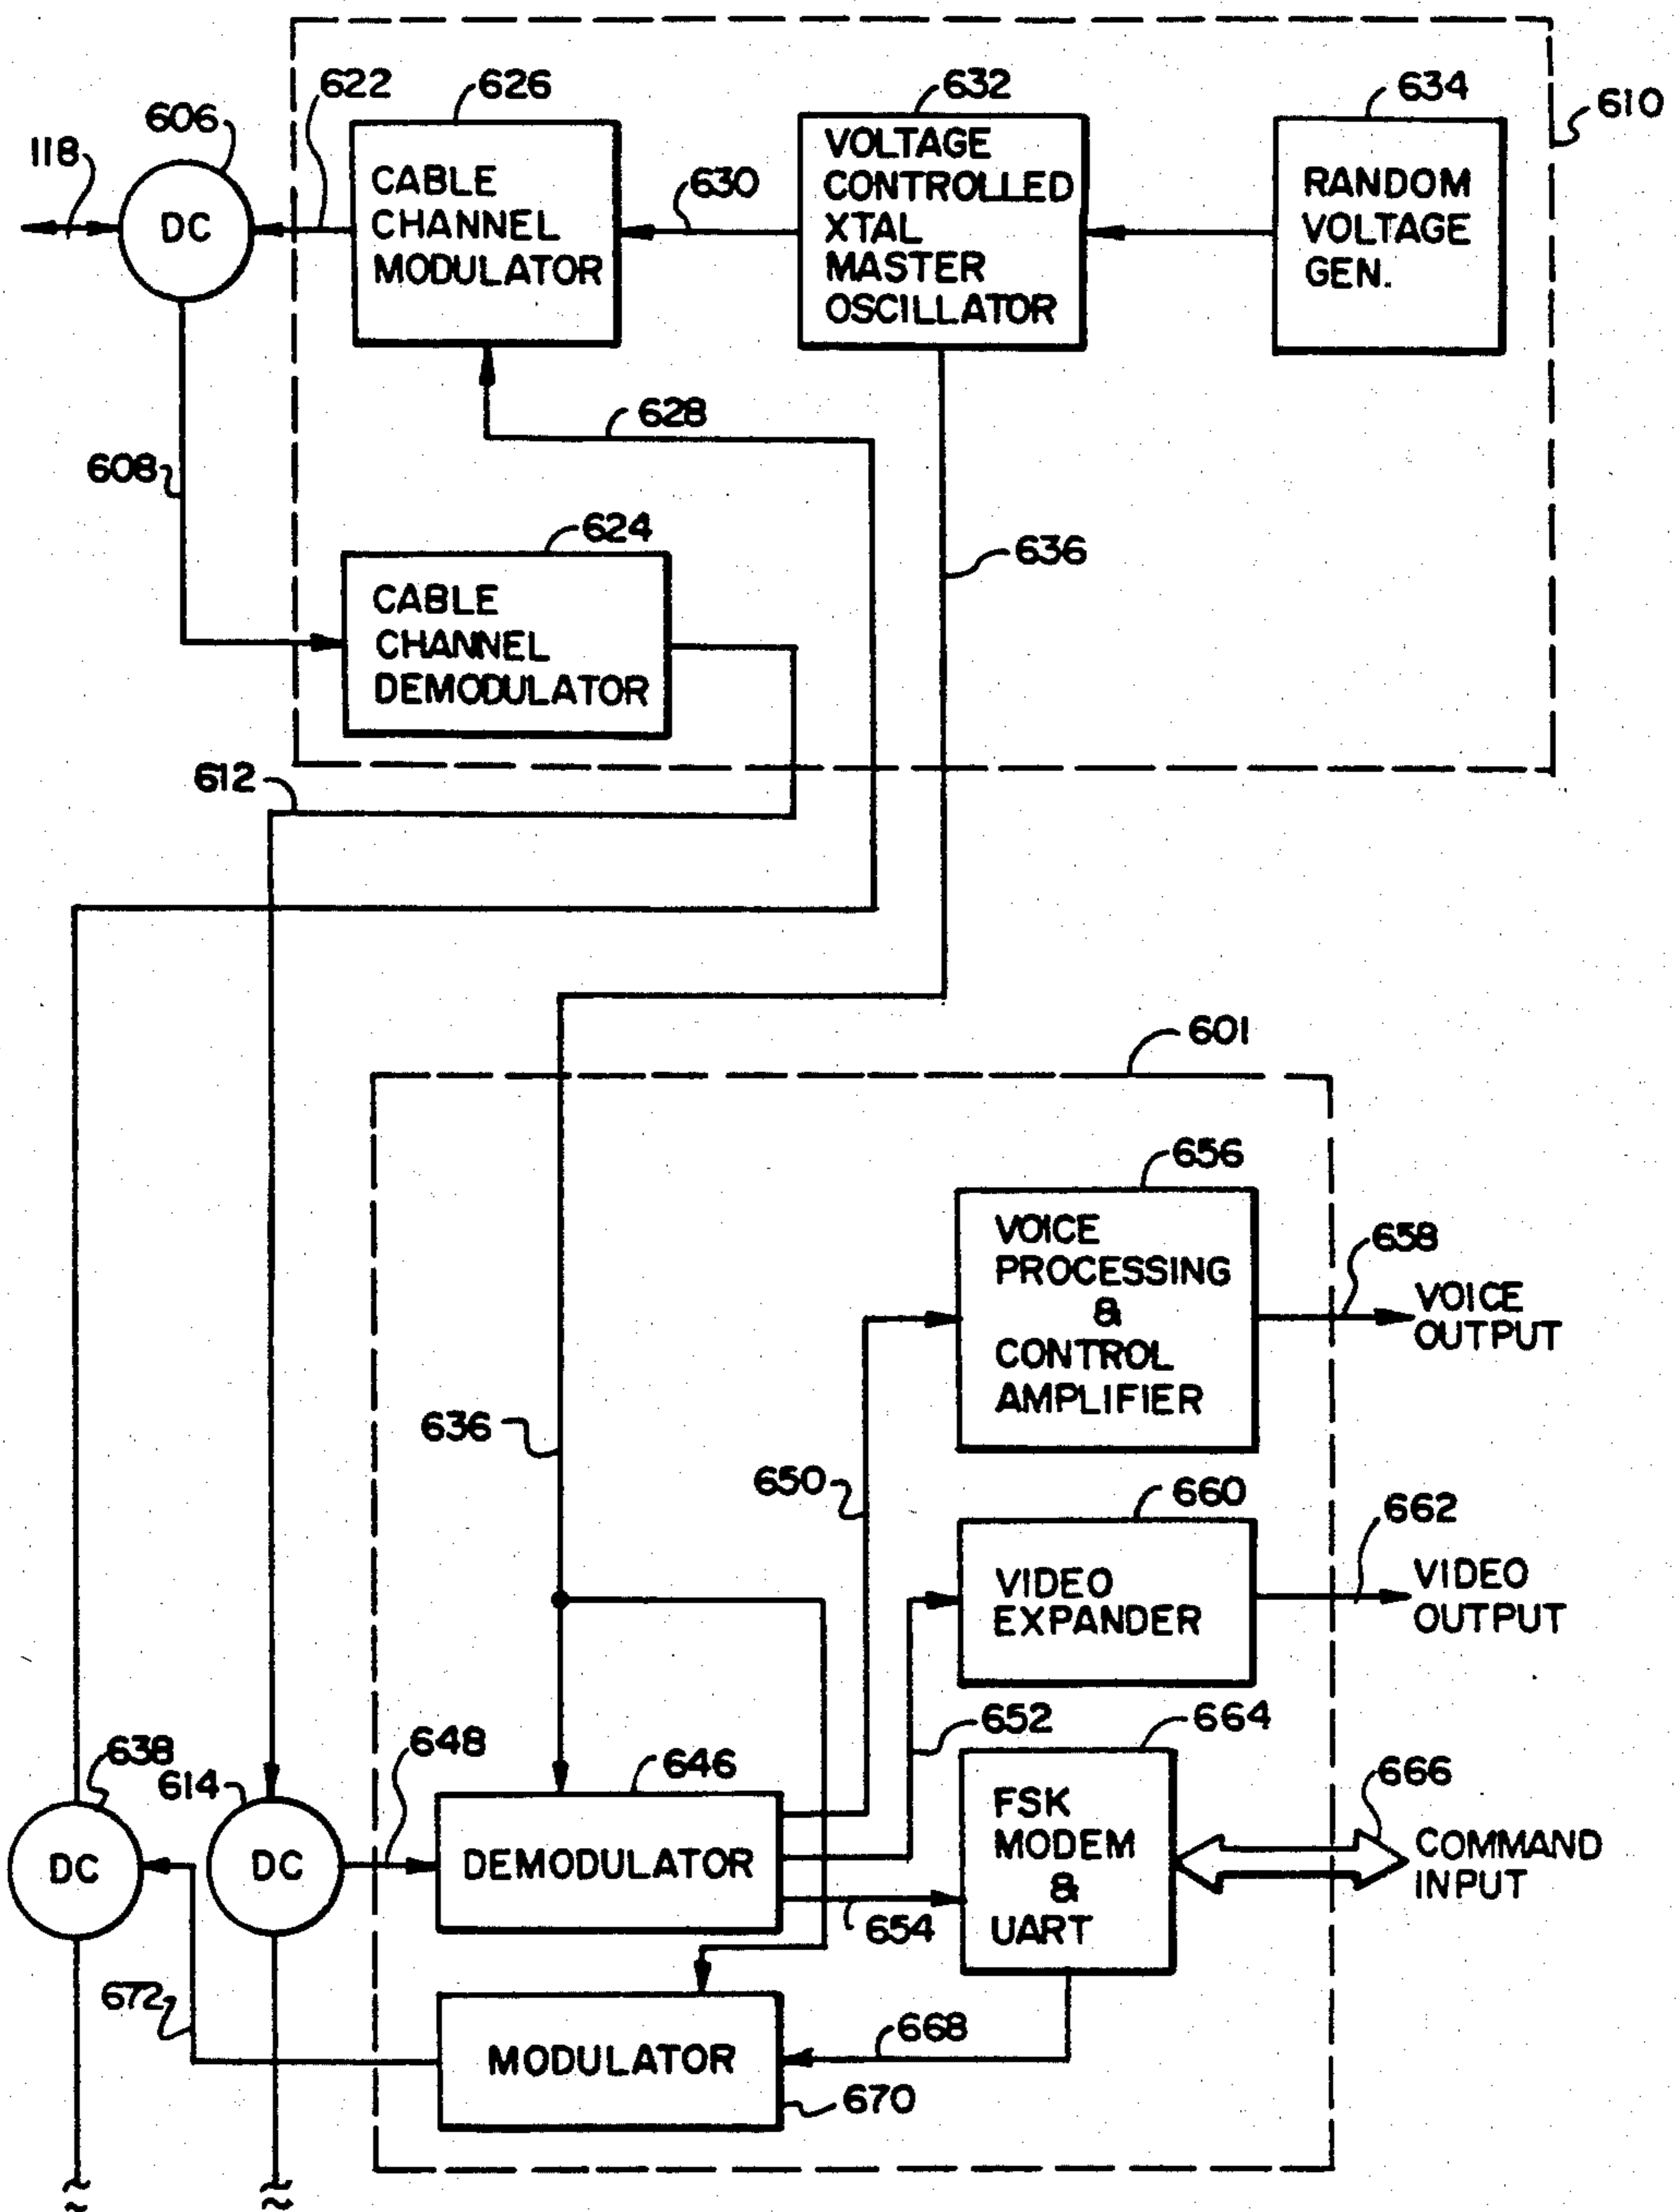 610
606
622
626
632
634
118
DC
CABLE
CHANNEL
MODULATOR
630
VOLTAGE
CONTROLLED
XTAL
MASTER
OSCILLATOR
RANDOM
VOLTAGE
GEN.
628
608
624
636
CABLE
CHANNEL
DEMODULATOR
612
601
656
VOICE
PROCESSING
&
CONTROL
AMPLIFIER
658
VOICE
OUTPUT
636
650
660
662
VIDEO
EXPANDER
VIDEO
OUTPUT
652
664
638
614
648
646
666
DC
DC
DEMODULATOR
FSK
MODEM
&
UART
COMMAND
INPUT
654
672
668
MODULATOR
670